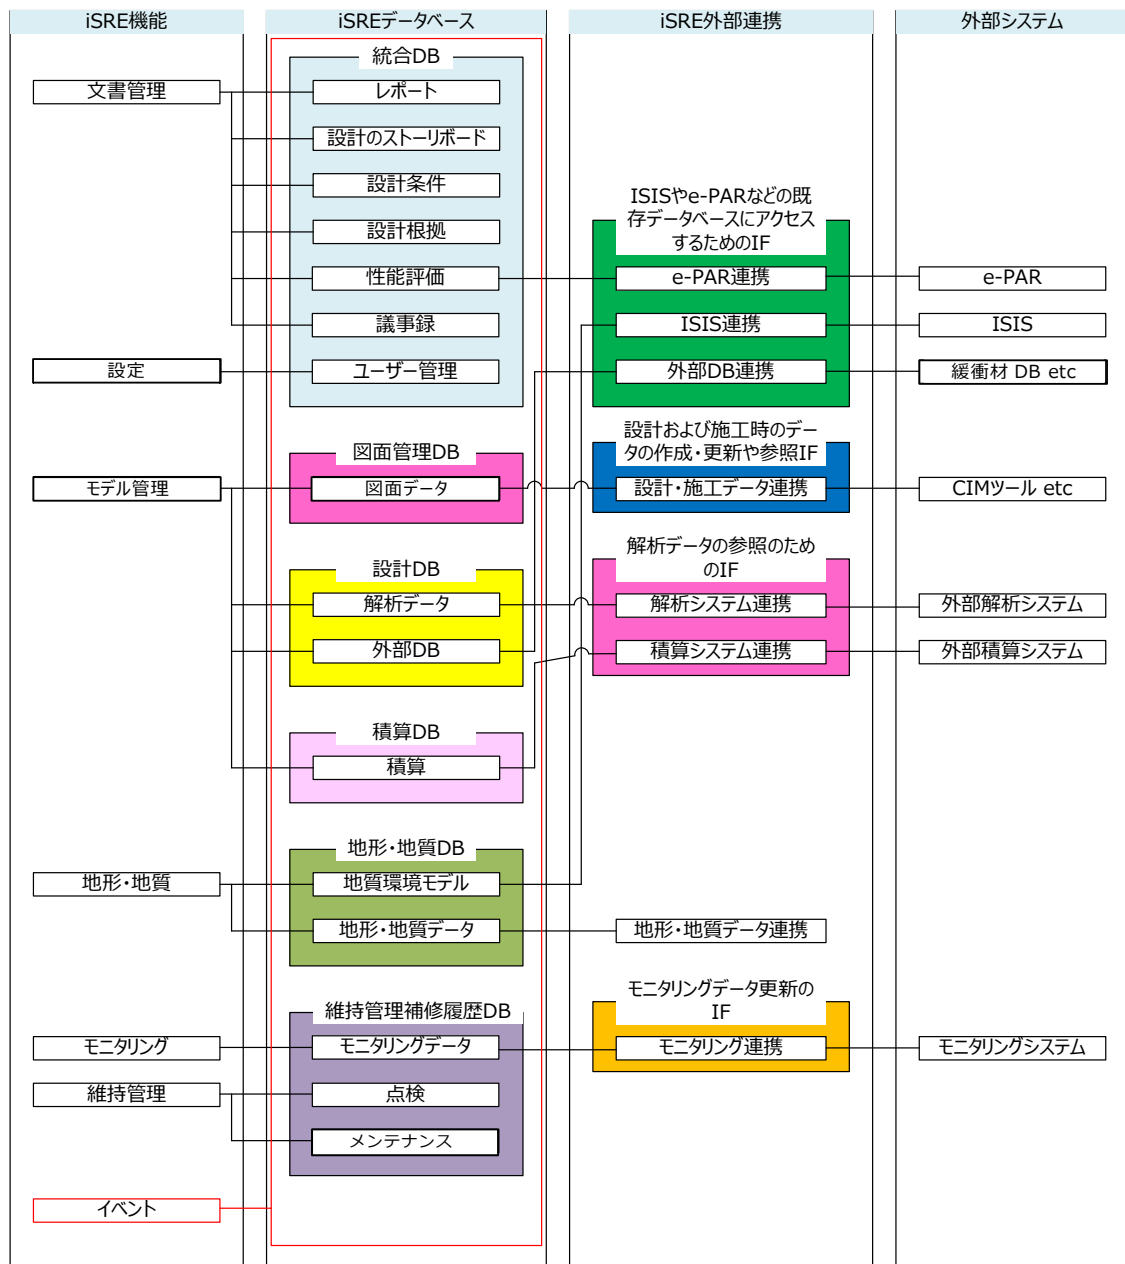 iSRE機能
iSREデータベース
iSRE外部連携
外部システム
文書管理
設定
モデル管理
地形・地質
モニタリング
維持管理
イベント
統合DB
レポート
設計のストーリボード
設計条件
設計根拠
性能評価
議事録
ユーザー管理
図面管理DB
図面データ
設計DB
解析データ
外部DB
積算DB
積算
地形・地質DB
地質環境モデル
地形・地質データ
維持管理補修履歴DB
モニタリングデータ
点検
メンテナンス
ISISやe-PARなどの既
存データベースにアクセス
するためのIF
e-PAR連携
ISIS連携
外部DB連携
設計および施工時のデー
タの作成・更新や参照IF
設計・施工データ連携
解析データの参照のため
のIF
解析システム連携
積算システム連携
地形・地質データ連携
モニタリングデータ更新の
IF
モニタリング連携
e-PAR
ISIS
緩衝材 DB etc
CIMツール etc
外部解析システム
外部積算システム
モニタリングシステム